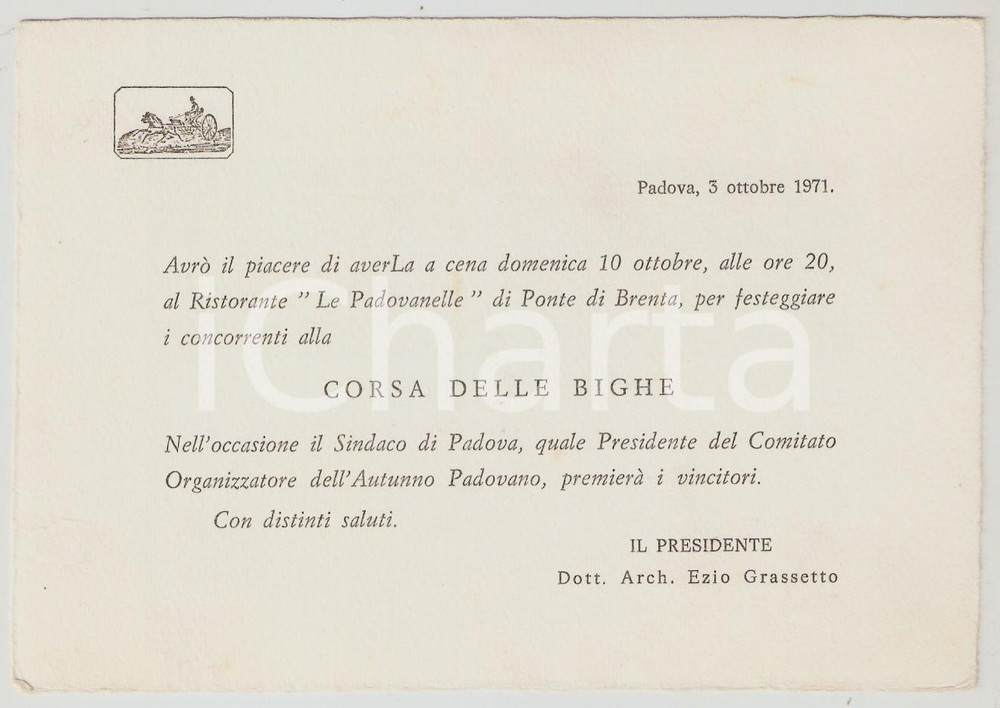 Padova, 3 ottobre 1971.
Avrò il piacere di averLa a cena domenica 10 ottobre, alle ore 20,
al Ristorante " Le Padovanelle " di Ponte di Brenta, per festeggiare
i concorrenti alla
CORSA DELLE BIGHE
Nell'occasione il Sindaco di Padova, quale Presidente del Comitato
Organizzatore dell'Autunno Padovano, premierà i vincitori.
Con distinti saluti.
IL PRESIDENTE
Dott. Arch. Ezio Grassetto
iCharta